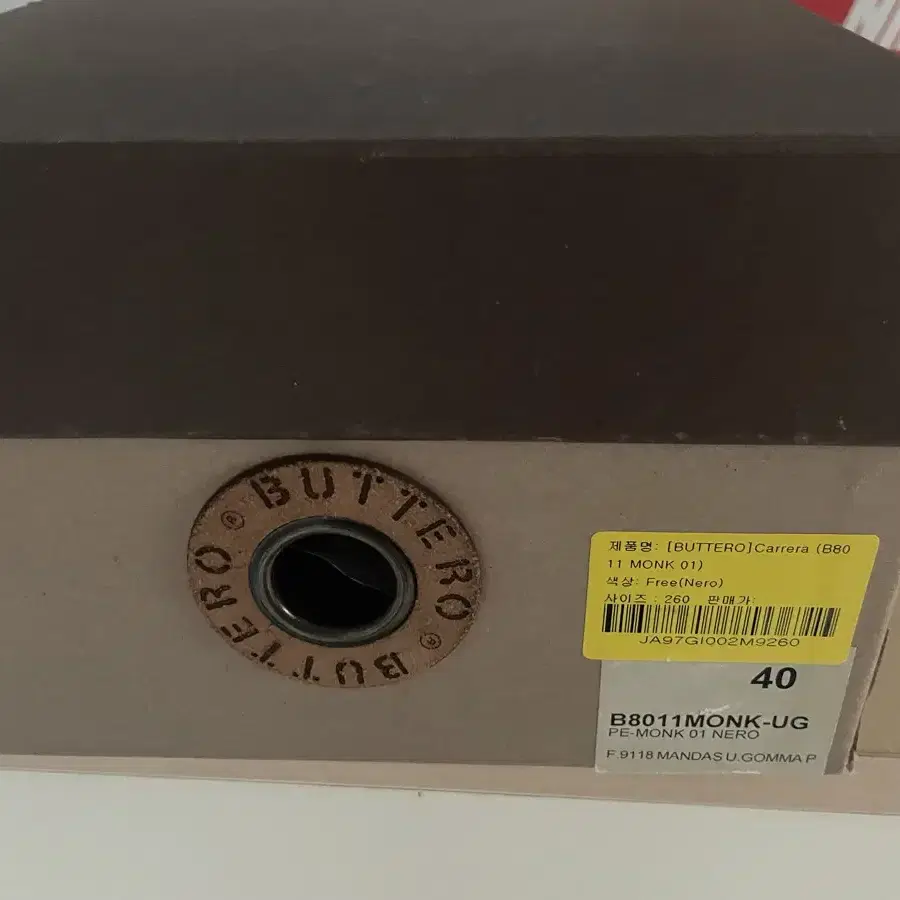 BUTTERO® BUTTERO®
제품명: [BUTTERO]Carrera (B80
11 MONK 01)
색상: Free(Nero)
사이즈 : 260 판매가:
JA97GI002M9260
40
B8011MONK-UG
PE-MONK 01 NERO
F.9118 MANDAS U.GOMMA P